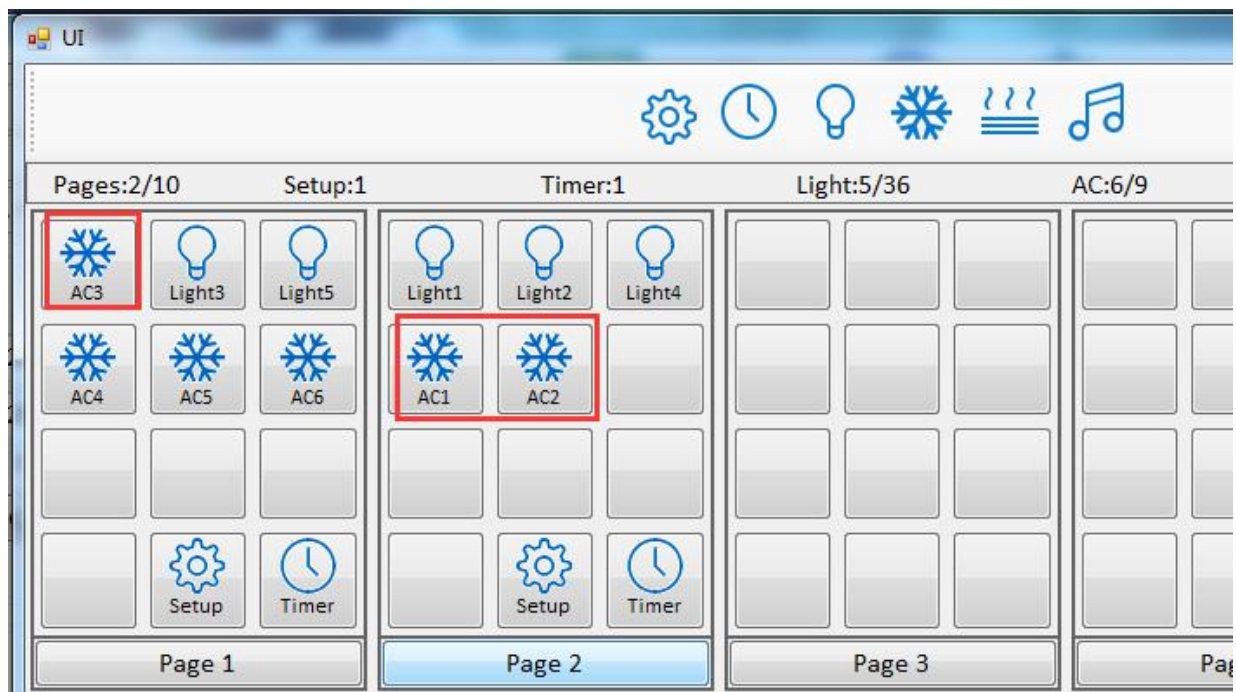 UI
Pages:2/10 Setup:1 Timer:1 Light:5/36 AC:6/9
AC3 Light3 Light5 Light1 Light2 Light4
AC4 AC5 AC6 AC1 AC2
Setup Timer Setup Timer
Page 1 Page 2 Page 3